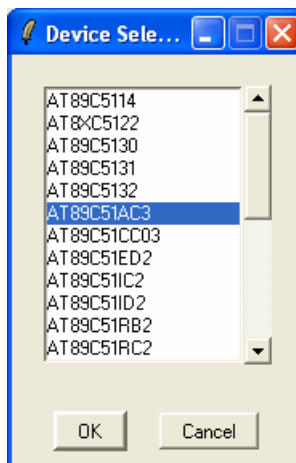 Device Sele...
AT89C5114
AT8XC5122
AT89C5130
AT89C5131
AT89C5132
AT89C51AC3
AT89C51CC03
AT89C51ED2
AT89C51IC2
AT89C51ID2
AT89C51RB2
AT89C51RC2
OK Cancel